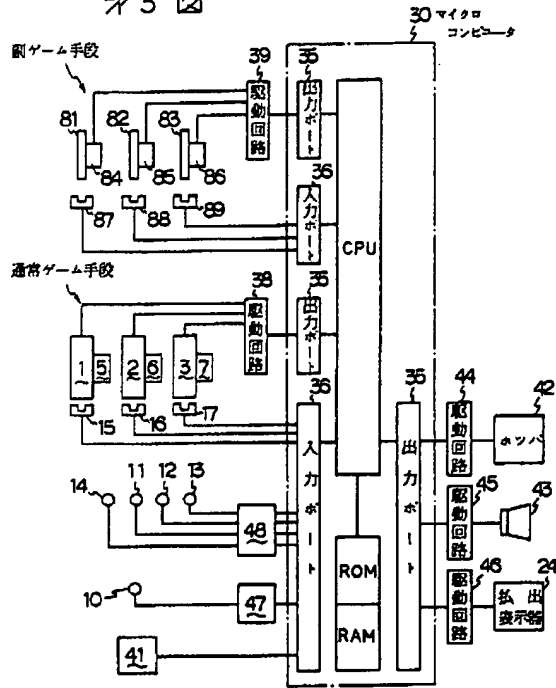 オ3図
30 マイクロ
コンピュータ
副ゲーム手段
39
駆動回路
35
出力ポート
81
82
83
84
85
86
87
88
89
36
入力ポート
CPU
通常ゲーム手段
38
駆動回路
35
出力ポート
1
5
2
6
3
7
15
16
17
36
入力ポート
35
出力ポート
44
駆動回路
42
ホッパ
14
11
12
13
48
45
駆動回路
43
10
47
ROM
RAM
46
駆動回路
24
払出
表示器
41